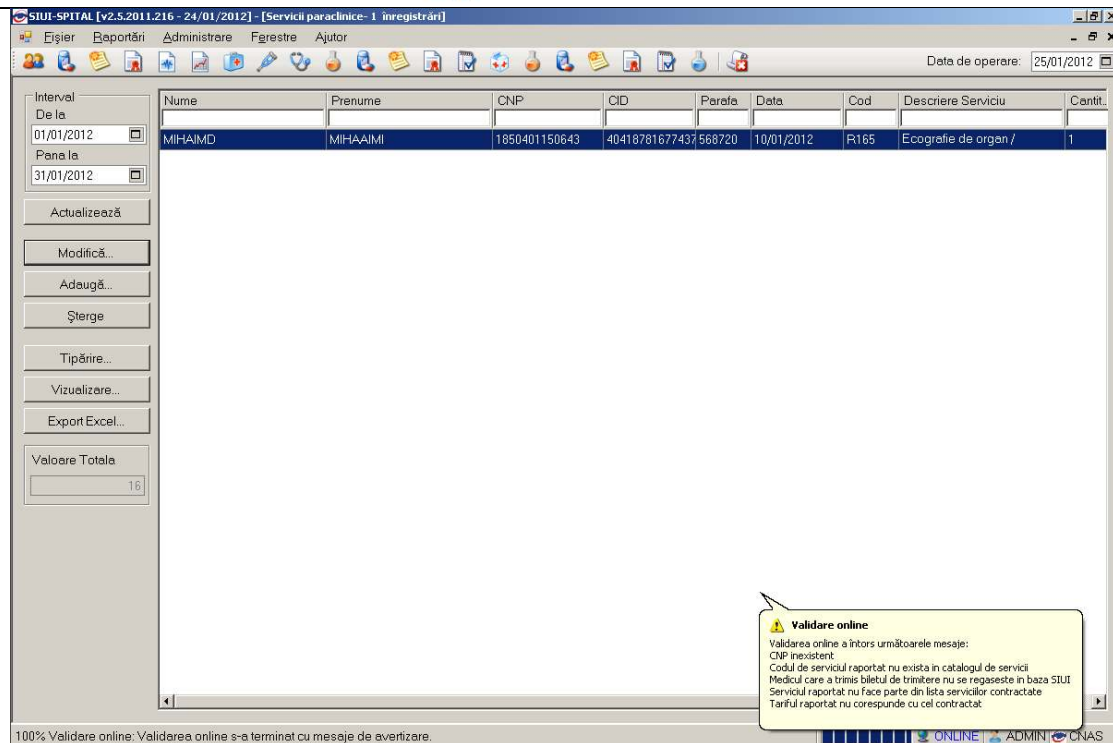 SIUI-SPITAL [v2.5.2011.216 - 24/01/2012] - [Servicii paraclinice- 1 înregistrări]
Fișier Raportări Administrare Ferestre Ajutor
Data de operare: 25/01/2012
Interval
De la
01/01/2012
Pana la
31/01/2012
Actualizează
Modifică...
Adaugă...
Şterge
Tipărire...
Vizualizare...
Export Excel...
Valoare Totala
16
Nume Prenume CNP CID Parafa Data Cod Descriere Serviciu Cantit..
MIHAIMD MIHAAIMI 1850401150643 40418781677437 568720 10/01/2012 R165 Ecografie de organ / 1
Validare online
Validarea online a întors următoarele mesaje:
CNP inexistent
Codul de serviciul raportat nu exista in catalogul de servicii
Medicul care a trimis biletul de trimitere nu se regaseste in baza SIUI
Serviciul raportat nu face parte din lista serviciilor contractate
Tariful raportat nu corespunde cu cel contractat
100% Validare online: Validarea online s-a terminat cu mesaje de avertizare.
ONLINE ADMIN CNAS